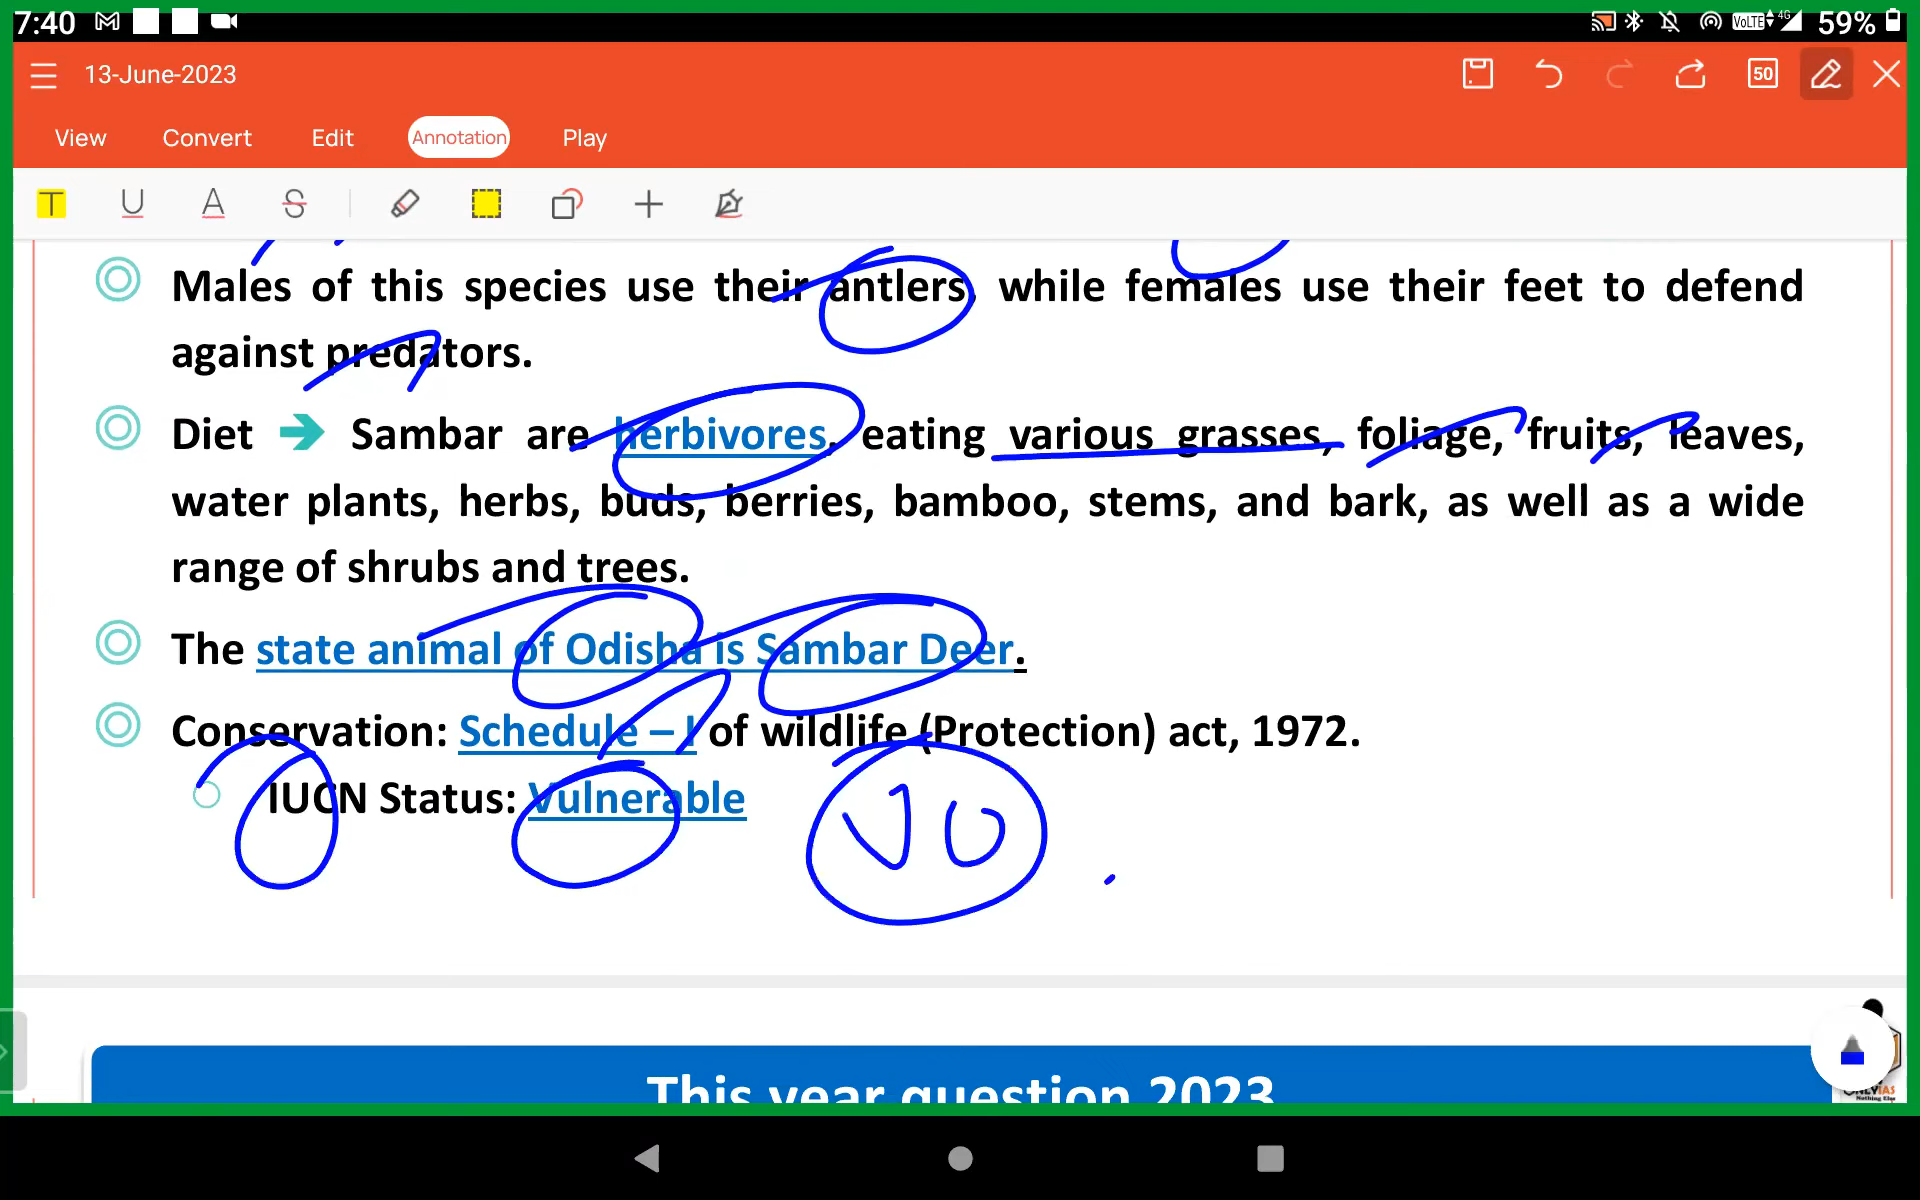 7:40 VoLTE 4G 59%
13-June-2023 50
View Convert Edit Annotation Play
T U A S
Males of this species use their antlers, while females use their feet to defend
against predators.
Diet Sambar are herbivores, eating various grasses, foliage, fruits, leaves,
water plants, herbs, buds, berries, bamboo, stems, and bark, as well as a wide
range of shrubs and trees.
The state animal of Odisha is Sambar Deer.
Conservation: Schedule – I of wildlife (Protection) act, 1972.
IUCN Status: Vulnerable
This year question 2023
Nothing Else